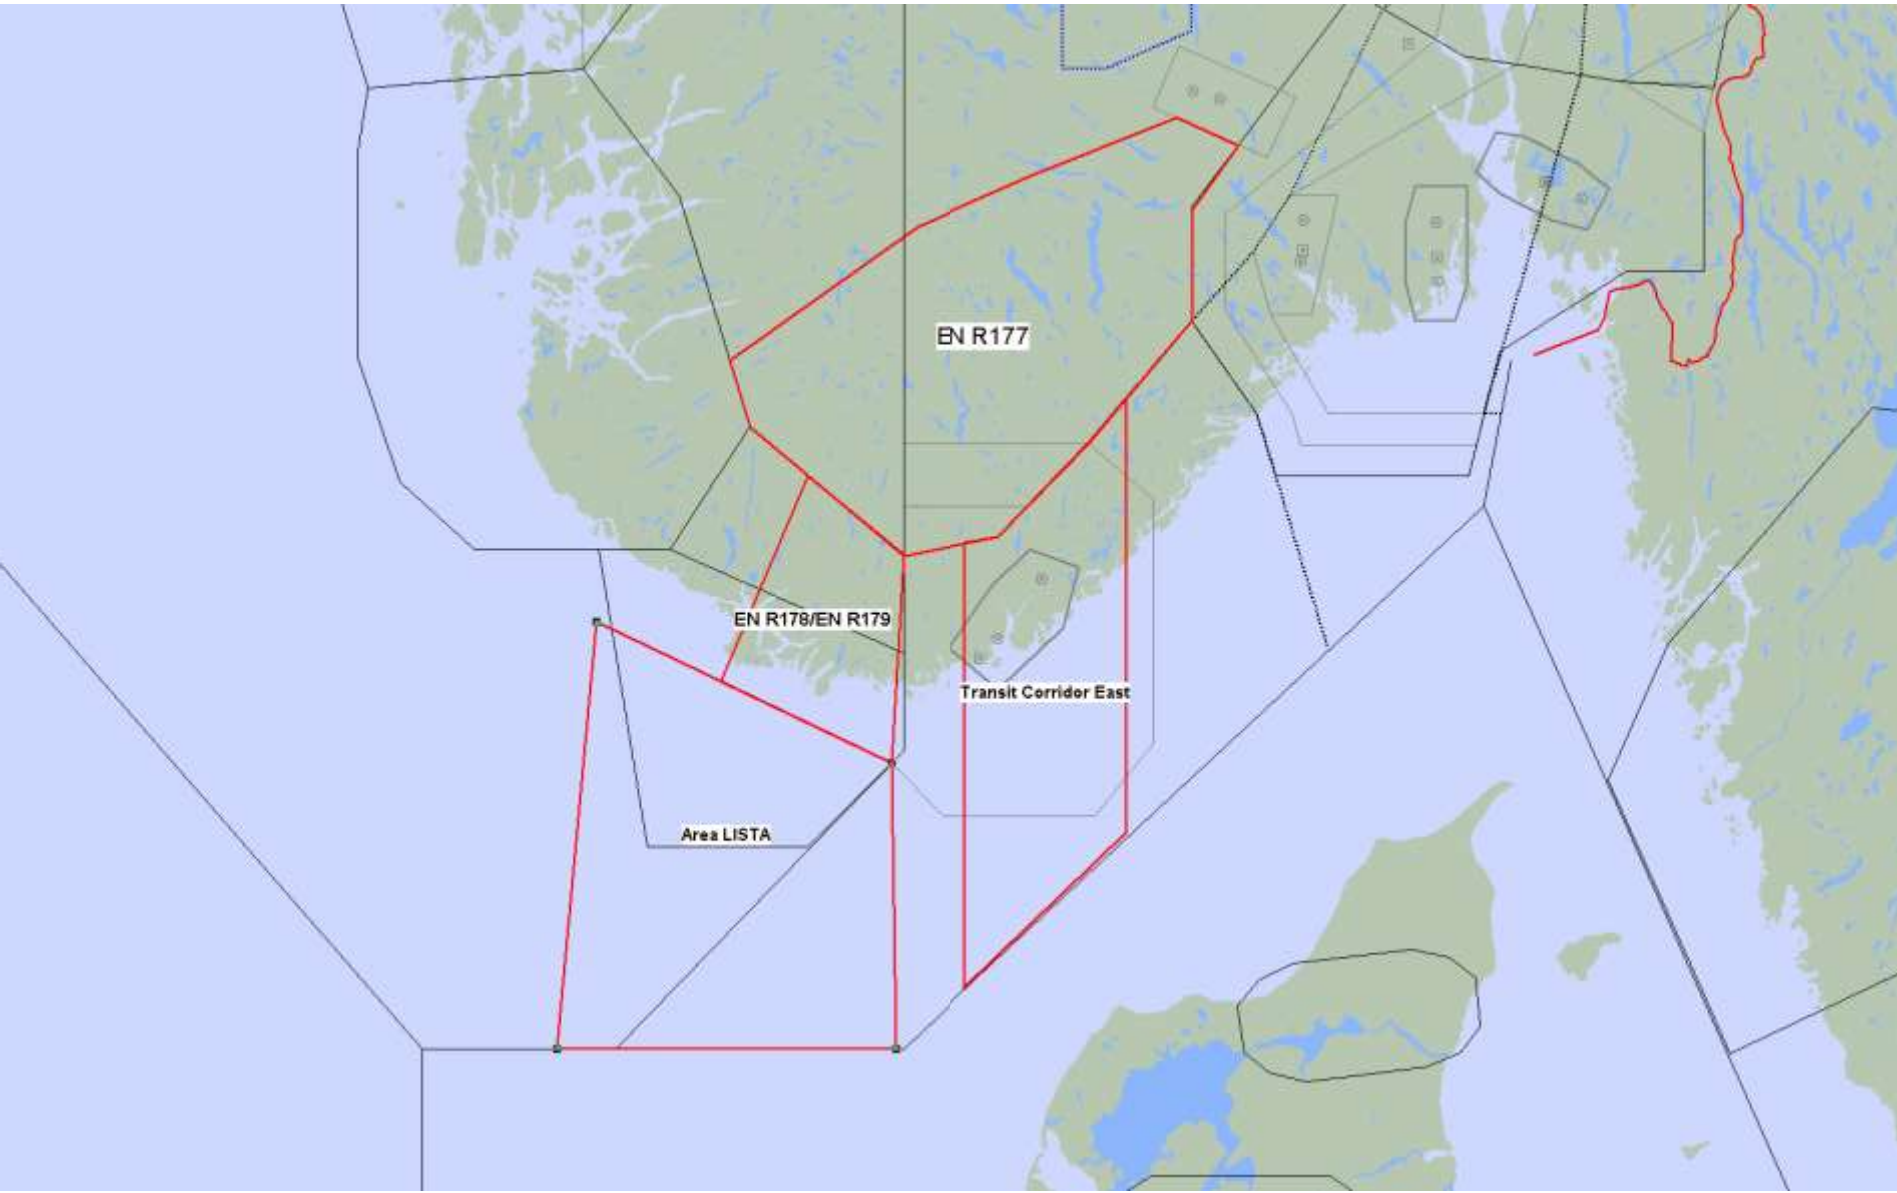 EN R177
EN R178/EN R179
Transit Corridor East
Area LISTA